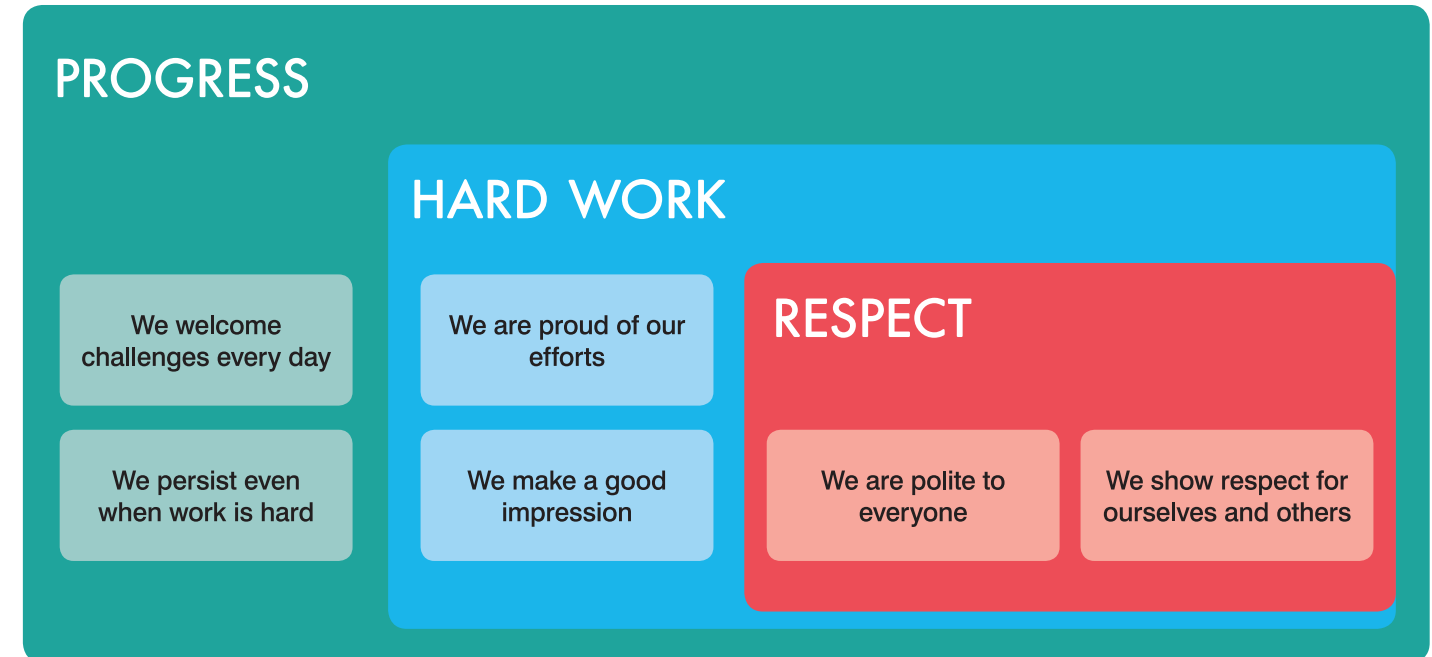 PROGRESS
We welcome
challenges every day
We persist even
when work is hard
HARD WORK
We are proud of our
efforts
We make a good
impression
RESPECT
We are polite to
everyone
We show respect for
ourselves and others